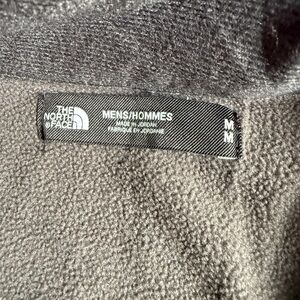 THE
NORTH
FACE
MENS/HOMMES
MADE IN JORDAN
FABRIQUÉ EN JORDANIE
M
M